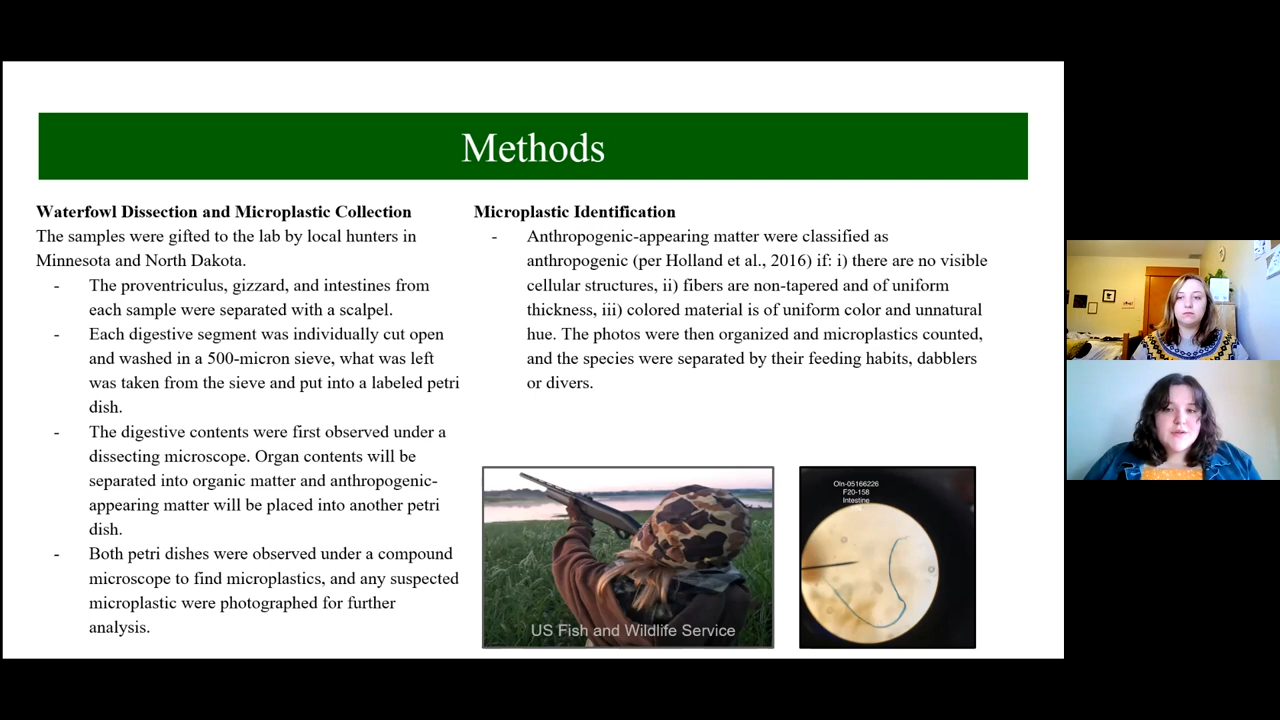 Methods
Waterfowl Dissection and Microplastic Collection
The samples were gifted to the lab by local hunters in
Minnesota and North Dakota.
- The proventriculus, gizzard, and intestines from
each sample were separated with a scalpel.
- Each digestive segment was individually cut open
and washed in a 500-micron sieve, what was left
was taken from the sieve and put into a labeled petri
dish.
- The digestive contents were first observed under a
dissecting microscope. Organ contents will be
separated into organic matter and anthropogenic-
appearing matter will be placed into another petri
dish.
- Both petri dishes were observed under a compound
microscope to find microplastics, and any suspected
microplastic were photographed for further
analysis.
Microplastic Identification
- Anthropogenic-appearing matter were classified as
anthropogenic (per Holland et al., 2016) if: i) there are no visible
cellular structures, ii) fibers are non-tapered and of uniform
thickness, iii) colored material is of uniform color and unnatural
hue. The photos were then organized and microplastics counted,
and the species were separated by their feeding habits, dabblers
or divers.
US Fish and Wildlife Service
Oln-05166226
F20-158
Intestine